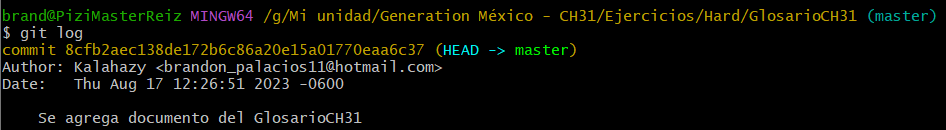 brand@PiziMasterReiz MINGW64 /g/Mi unidad/Generation México - CH31/Ejercicios/Hard/GlosarioCH31 (master)
$ git log
commit 8cfb2aec138de172b6c86a20e15a01770eaa6c37 (HEAD -> master)
Author: Kalahazy <brandon_palacios11@hotmail.com>
Date:   Thu Aug 17 12:26:51 2023 -0600
    Se agrega documento del GlosarioCH31